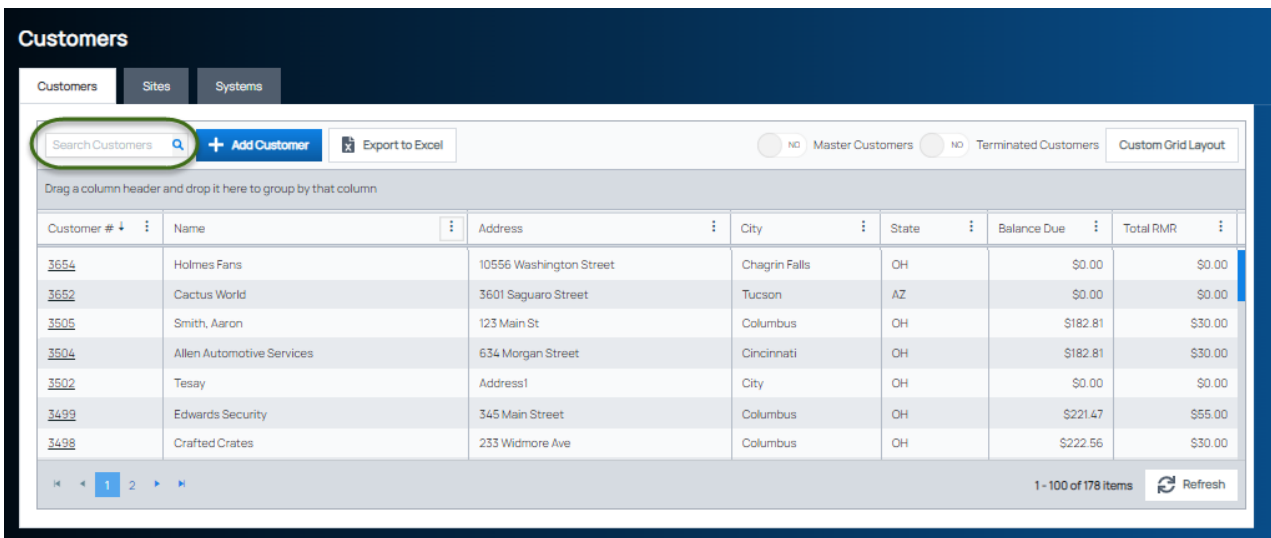 Customers
Customers Sites Systems
Search Customers + Add Customer Export to Excel NO Master Customers NO Terminated Customers Custom Grid Layout
Drag a column header and drop it here to group by that column
Customer # ↓ Name Address City State Balance Due Total RMR
3654 Holmes Fans 10556 Washington Street Chagrin Falls OH $0.00 $0.00
3652 Cactus World 3601 Saguaro Street Tucson AZ $0.00 $0.00
3505 Smith, Aaron 123 Main St Columbus OH $182.81 $30.00
3504 Allen Automotive Services 634 Morgan Street Cincinnati OH $182.81 $30.00
3502 Tesay Address1 City OH $0.00 $0.00
3499 Edwards Security 345 Main Street Columbus OH $221.47 $55.00
3498 Crafted Crates 233 Widmore Ave Columbus OH $222.56 $30.00
1 2 1 - 100 of 178 items Refresh